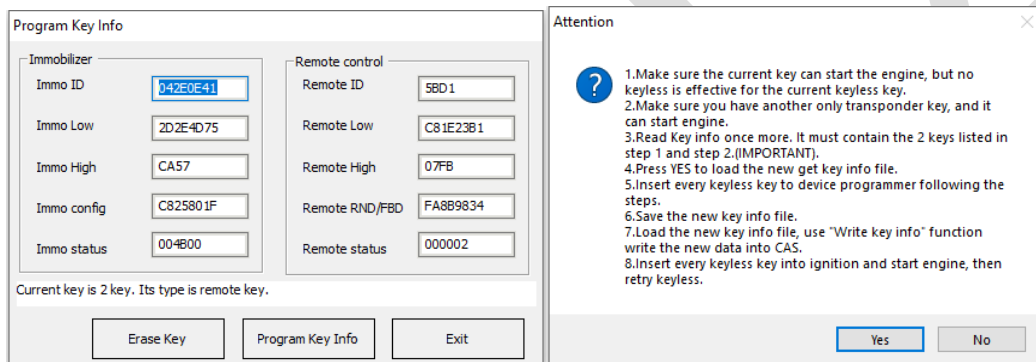 Program Key Info
Immobilizer
Immo ID 042E0E41
Immo Low 2D2E4D75
Immo High CA57
Immo config C825801F
Immo status 004B00
Remote control
Remote ID 5BD1
Remote Low C81E23B1
Remote High 07FB
Remote RND/FBD FA8B9834
Remote status 000002
Current key is 2 key. Its type is remote key.
Erase Key
Program Key Info
Exit
Attention
1.Make sure the current key can start the engine, but no
keyless is effective for the current keyless key.
2.Make sure you have another only transponder key, and it
can start engine.
3.Read Key info once more. It must contain the 2 keys listed in
step 1 and step 2.(IMPORTANT).
4.Press YES to load the new get key info file.
5.Insert every keyless key to device programmer following the
steps.
6.Save the new key info file.
7.Load the new key info file, use "Write key info" function
write the new data into CAS.
8.Insert every keyless key into ignition and start engine, then
retry keyless.
Yes
No